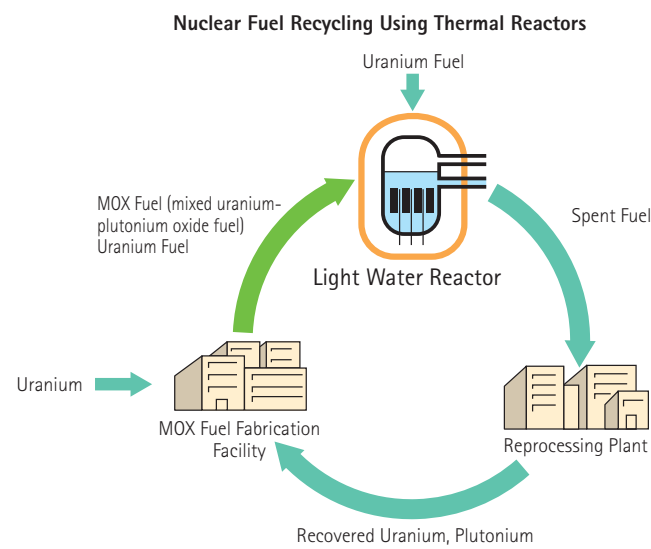 Nuclear Fuel Recycling Using Thermal Reactors
Uranium Fuel
MOX Fuel (mixed uranium-
plutonium oxide fuel)
Uranium Fuel
Spent Fuel
Light Water Reactor
Uranium
MOX Fuel Fabrication
Facility
Reprocessing Plant
Recovered Uranium, Plutonium